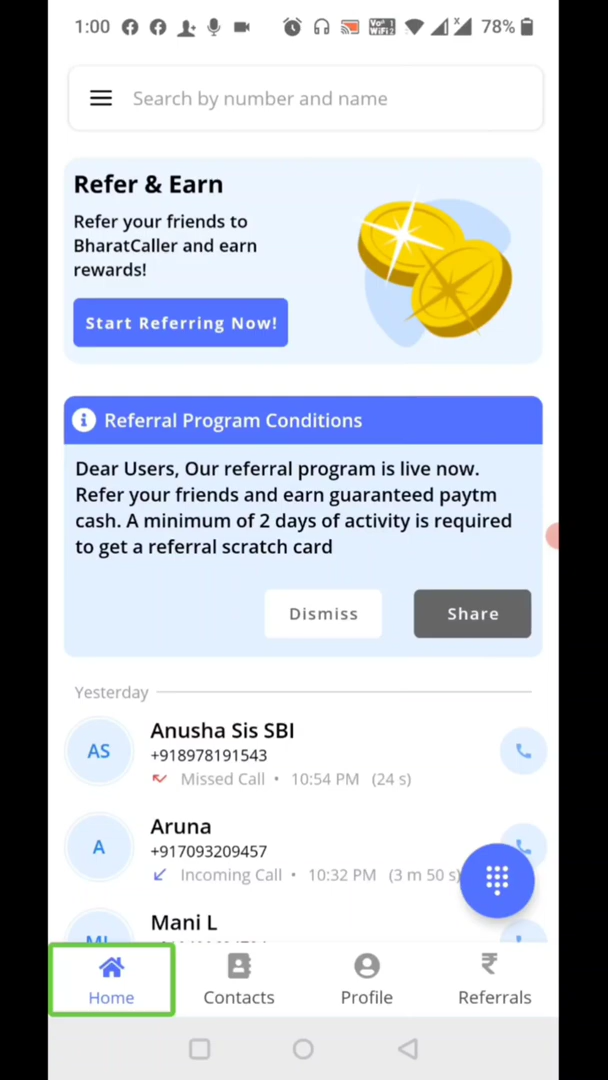 1:00 78%
Search by number and name
Refer & Earn
Refer your friends to
BharatCaller and earn
rewards!
Start Referring Now!
Referral Program Conditions
Dear Users, Our referral program is live now.
Refer your friends and earn guaranteed paytm
cash. A minimum of 2 days of activity is required
to get a referral scratch card
Dismiss Share
Yesterday
AS Anusha Sis SBI
+918978191543
Missed Call • 10:54 PM (24 s)
Aruna
A +917093209457
Incoming Call • 10:32 PM (3 m 50 s)
Mani L
Home Contacts Profile Referrals